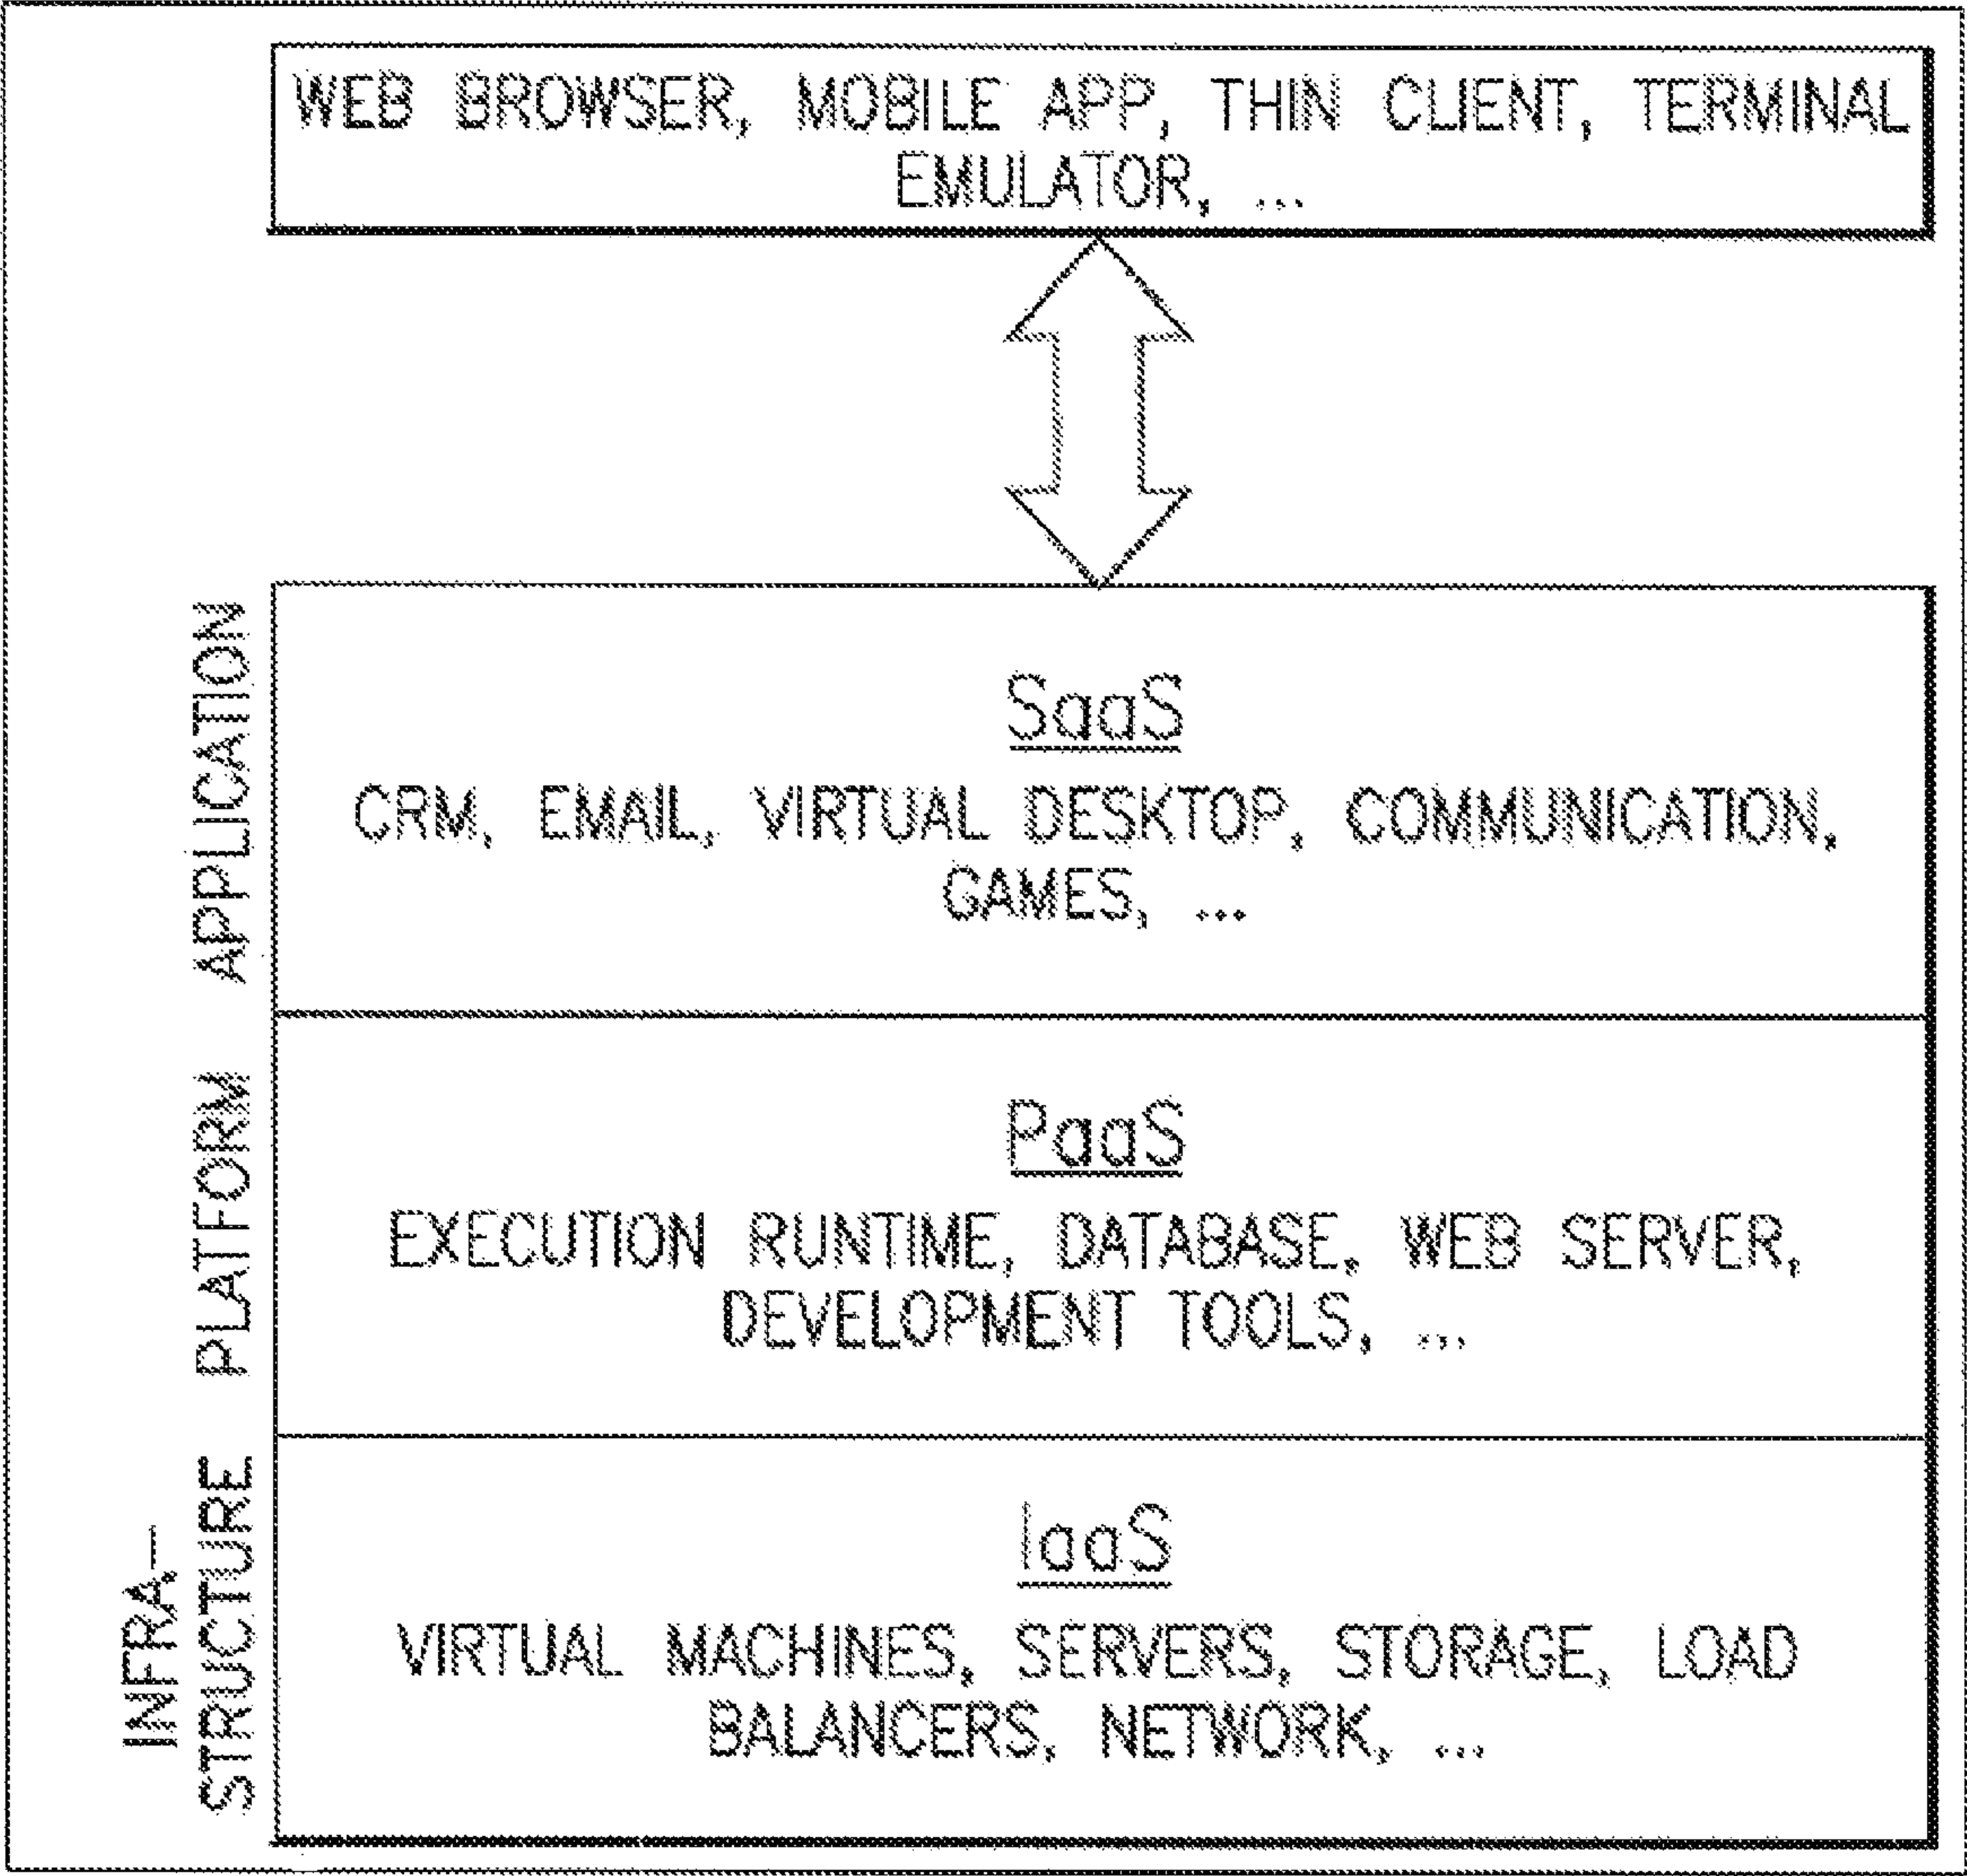 WEB BROWSER, MOBILE APP, THIN CLIENT, TERMINAL
EMULATOR, ...
APPLICATION
SaaS
CRM, EMAIL, VIRTUAL DESKTOP, COMMUNICATION,
GAMES, ...
PLATFORM
PaaS
EXECUTION RUNTIME, DATABASE, WEB SERVER,
DEVELOPMENT TOOLS, ...
INFRA–
STRUCTURE
IaaS
VIRTUAL MACHINES, SERVERS, STORAGE, LOAD
BALANCERS, NETWORK, ...